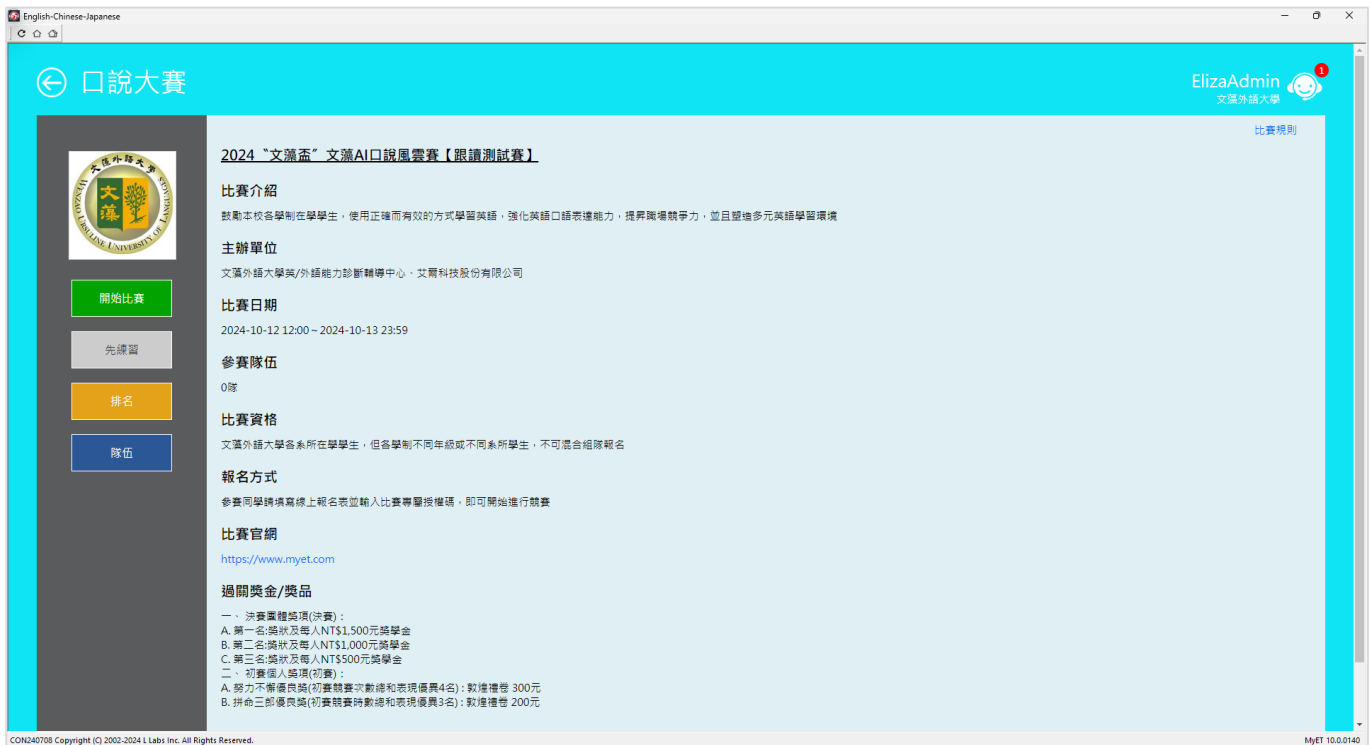 English-Chinese-Japanese
口說大賽
ElizaAdmin
1
文藻外語大學
比賽規則
文藻外語大學
文藻
WENZAO URSULINE UNIVERSITY OF LANGUAGES
開始比賽
先練習
排名
隊伍
2024〝文藻盃〞文藻AI口說風雲賽【跟讀測試賽】
比賽介紹
鼓勵本校各學制在學學生，使用正確而有效的方式學習英語，強化英語口語表達能力，提昇職場競爭力，並且塑造多元英語學習環境
主辦單位
文藻外語大學英/外語能力診斷輔導中心、艾爾科技股份有限公司
比賽日期
2024-10-12 12:00 ~ 2024-10-13 23:59
參賽隊伍
0隊
比賽資格
文藻外語大學各系所在學學生，但各學制不同年級或不同系所學生，不可混合組隊報名
報名方式
參賽同學請填寫線上報名表並輸入比賽專屬授權碼，即可開始進行競賽
比賽官網
https://www.myet.com
過關獎金/獎品
一、 決賽團體獎項(決賽)：
A. 第一名:獎狀及每人NT$1,500元獎學金
B. 第二名:獎狀及每人NT$1,000元獎學金
C. 第三名:獎狀及每人NT$500元獎學金
二、 初賽個人獎項(初賽)：
A. 努力不懈優良獎(初賽競賽次數總和表現優異4名) : 敦煌禮卷 300元
B. 拼命三郎優良獎(初賽競賽時數總和表現優異3名) : 敦煌禮卷 200元
CON240708 Copyright (C) 2002-2024 L Labs Inc. All Rights Reserved.
MyET 10.0.0140